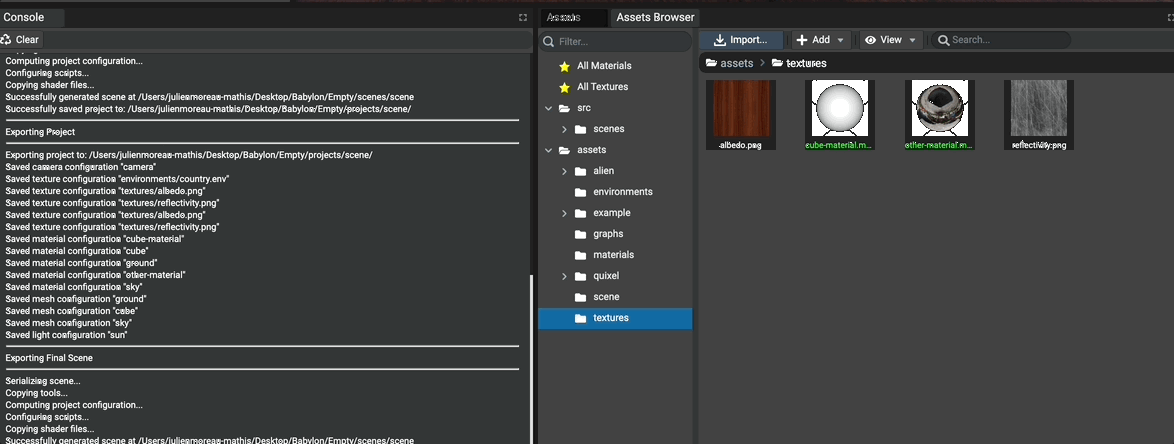 Console
Clear
Computing project configuration...
Configuring scripts...
Copying shader files...
Successfully generated scene at /Users/julienmoreau-mathis/Desktop/Babylon/Empty/scenes/scene
Successfully saved project to: /Users/julienmoreau-mathis/Desktop/Babylon/Empty/projects/scene/
Exporting Project
Exporting project to: /Users/julienmoreau-mathis/Desktop/Babylon/Empty/projects/scene/
Saved camera configuration "camera"
Saved texture configuration "environments/country.env"
Saved texture configuration "textures/albedo.png"
Saved texture configuration "textures/reflectivity.png"
Saved texture configuration "textures/albedo.png"
Saved texture configuration "textures/reflectivity.png"
Saved material configuration "cube-material"
Saved material configuration "cube"
Saved material configuration "ground"
Saved material configuration "other-material"
Saved material configuration "sky"
Saved mesh configuration "ground"
Saved mesh configuration "cube"
Saved mesh configuration "sky"
Saved light configuration "sun"
Exporting Final Scene
Serializing scene...
Copying tools...
Computing project configuration...
Configuring scripts...
Copying shader files...
Successfully generated scene at /Users/julienmoreau-mathis/Desktop/Babylon/Empty/scenes/scene
Assets
Assets Browser
Filter...
All Materials
All Textures
src
scenes
assets
alien
environments
example
graphs
materials
quixel
scene
textures
Import...
Add
View
Search...
assets
textures
albedo.png
cube-material.m...
other-material.m...
reflectivity.png